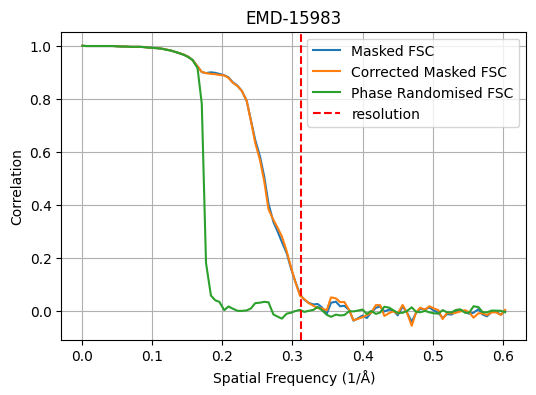 EMD-15983
1.0
0.8
0.6
0.4
0.2
0.0
Correlation
Masked FSC
Corrected Masked FSC
Phase Randomised FSC
resolution
0.0 0.1 0.2 0.3 0.4 0.5 0.6
Spatial Frequency (1/Å)